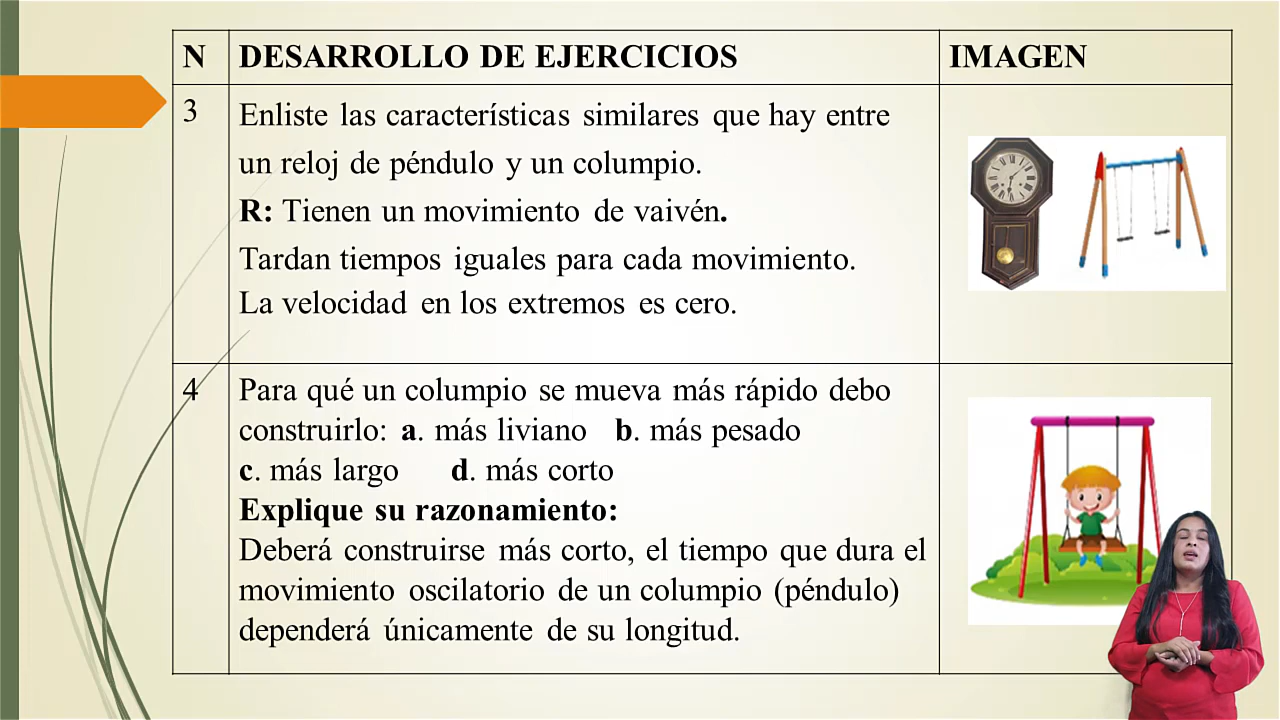 N DESARROLLO DE EJERCICIOS IMAGEN
3 Enliste las características similares que hay entre
un reloj de péndulo y un columpio.
R: Tienen un movimiento de vaivén.
Tardan tiempos iguales para cada movimiento.
La velocidad en los extremos es cero.
4 Para qué un columpio se mueva más rápido debo
construirlo: a. más liviano b. más pesado
c. más largo d. más corto
Explique su razonamiento:
Deberá construirse más corto, el tiempo que dura el
movimiento oscilatorio de un columpio (péndulo)
dependerá únicamente de su longitud.